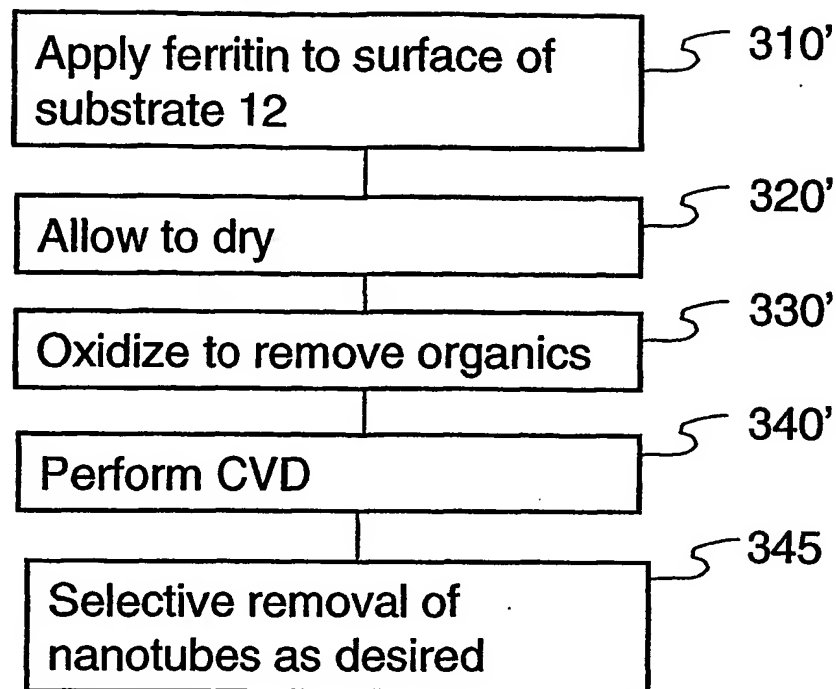 Apply ferritin to surface of
substrate 12
310'
Allow to dry
320'
Oxidize to remove organics
330'
Perform CVD
340'
Selective removal of
nanotubes as desired
345